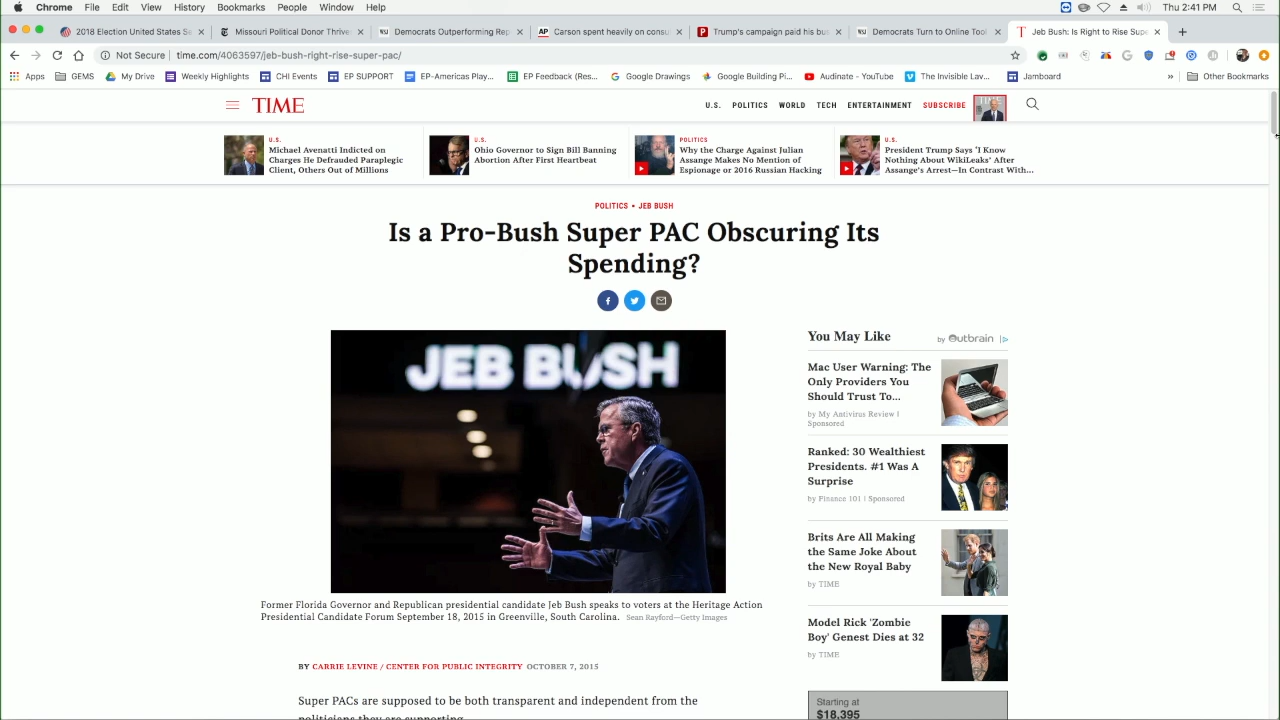 Chrome File Edit View History Bookmarks People Window Help Thu 2:41 PM
2018 Election United States Se
Missouri Political Donor Thrive
Democrats Outperforming Rep
Carson spent heavily on consu
Trump's campaign paid his bus
Democrats Turn to Online Tool
Jeb Bush: Is Right to Rise Supe
Not Secure time.com/4063597/jeb-bush-right-rise-super-pac/
Apps GEMS My Drive Weekly Highlights CHI Events EP SUPPORT EP-Americas Play... EP Feedback (Res... Google Drawings Google Building Pi... Audinate - YouTube The Invisible Lav... Jamboard » Other Bookmarks
TIME
U.S. POLITICS WORLD TECH ENTERTAINMENT SUBSCRIBE
U.S.
Michael Avenatti Indicted on
Charges He Defrauded Paraplegic
Client, Others Out of Millions
U.S.
Ohio Governor to Sign Bill Banning
Abortion After First Heartbeat
POLITICS
Why the Charge Against Julian
Assange Makes No Mention of
Espionage or 2016 Russian Hacking
U.S.
President Trump Says 'I Know
Nothing About WikiLeaks' After
Assange's Arrest—In Contrast With...
POLITICS • JEB BUSH
Is a Pro-Bush Super PAC Obscuring Its
Spending?
JEB BUSH
Former Florida Governor and Republican presidential candidate Jeb Bush speaks to voters at the Heritage Action
Presidential Candidate Forum September 18, 2015 in Greenville, South Carolina. Sean Rayford—Getty Images
BY CARRIE LEVINE / CENTER FOR PUBLIC INTEGRITY OCTOBER 7, 2015
Super PACs are supposed to be both transparent and independent from the
politicians they are supporting.
You May Like
by Outbrain
Mac User Warning: The
Only Providers You
Should Trust To...
by My Antivirus Review |
Sponsored
Ranked: 30 Wealthiest
Presidents. #1 Was A
Surprise
by Finance 101 | Sponsored
Brits Are All Making
the Same Joke About
the New Royal Baby
by TIME
Model Rick 'Zombie
Boy' Genest Dies at 32
by TIME
Starting at
$18,395